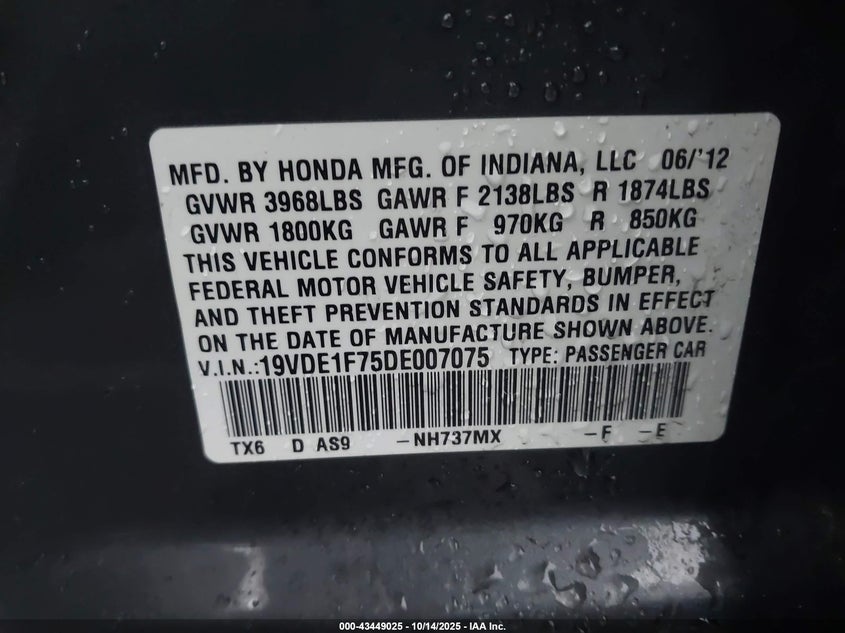 MFD. BY HONDA MFG. OF INDIANA, LLC 06/'12
GVWR 3968LBS GAWR F 2138LBS R 1874LBS
GVWR 1800KG GAWR F 970KG R 850KG
THIS VEHICLE CONFORMS TO ALL APPLICABLE
FEDERAL MOTOR VEHICLE SAFETY, BUMPER,
AND THEFT PREVENTION STANDARDS IN EFFECT
ON THE DATE OF MANUFACTURE SHOWN ABOVE.
V.I.N.:19VDE1F75DE007075 TYPE: PASSENGER CAR
TX6 D AS9 –NH737MX –F –E
000-43449025 - 10/14/2025 - IAA Inc.